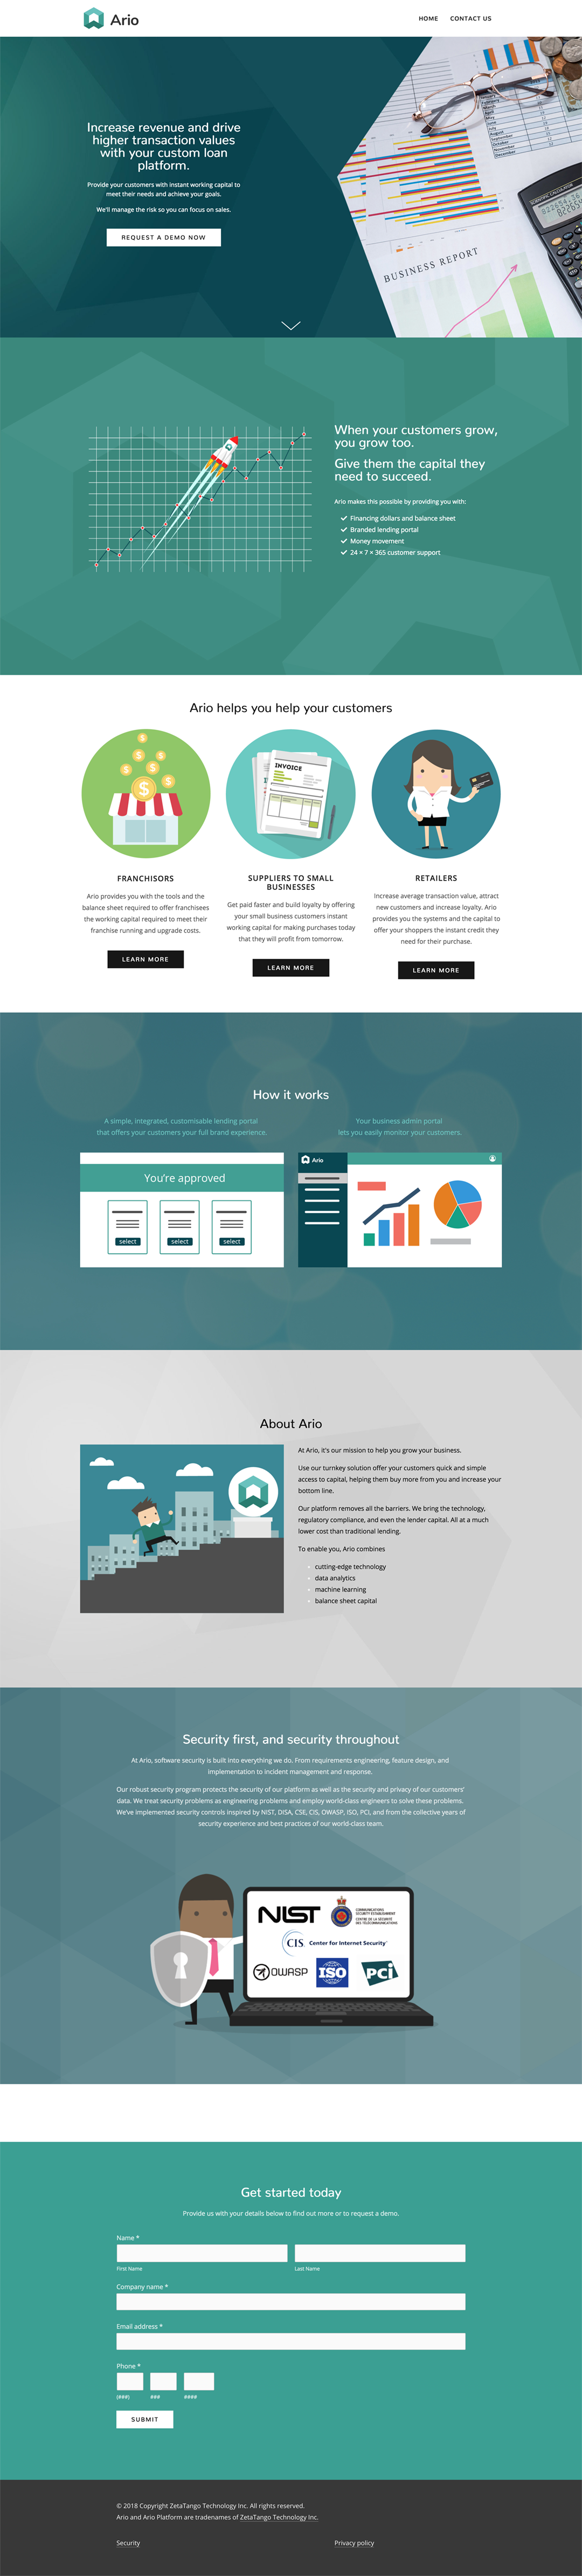 Ario
HOME CONTACT US
Increase revenue and drive
higher transaction values
with your custom loan
platform.
Provide your customers with instant working capital to
meet their needs and achieve your goals.
We'll manage the risk so you can focus on sales.
REQUEST A DEMO NOW
BUSINESS REPORT
When your customers grow,
you grow too.
Give them the capital they
need to succeed.
Ario makes this possible by providing you with:
Financing dollars and balance sheet
Branded lending portal
Money movement
24 × 7 × 365 customer support
Ario helps you help your customers
INVOICE
FRANCHISORS
Ario provides you with the tools and the
balance sheet required to offer franchisees
the working capital required to meet their
franchise running and upgrade costs.
LEARN MORE
SUPPLIERS TO SMALL
BUSINESSES
Get paid faster and build loyalty by offering
your small business customers instant
working capital for making purchases today
that they will profit from tomorrow.
LEARN MORE
RETAILERS
Increase average transaction value, attract
new customers and increase loyalty. Ario
provides you the systems and the capital to
offer your shoppers the instant credit they
need for their purchase.
LEARN MORE
How it works
A simple, integrated, customisable lending portal
that offers your customers your full brand experience.
You're approved
select select select
Your business admin portal
lets you easily monitor your customers.
Ario
About Ario
At Ario, it's our mission to help you grow your business.
Use our turnkey solution offer your customers quick and simple
access to capital, helping them buy more from you and increase your
bottom line.
Our platform removes all the barriers. We bring the technology,
regulatory compliance, and even the lender capital. All at a much
lower cost than traditional lending.
To enable you, Ario combines
cutting-edge technology
data analytics
machine learning
balance sheet capital
Security first, and security throughout
At Ario, software security is built into everything we do. From requirements engineering, feature design, and
implementation to incident management and response.
Our robust security program protects the security of our platform as well as the security and privacy of our customers'
data. We treat security problems as engineering problems and employ world-class engineers to solve these problems.
We've implemented security controls inspired by NIST, DISA, CSE, CIS, OWASP, ISO, PCI, and from the collective years of
security experience and best practices of our world-class team.
NIST
COMMUNICATIONS
SECURITY ESTABLISHMENT
CENTRE DE LA SÉCURITÉ
DES TÉLÉCOMMUNICATIONS
CIS. Center for Internet Security
OWASP ISO PCi
Get started today
Provide us with your details below to find out more or to request a demo.
Name *
First Name Last Name
Company name *
Email address *
Phone *
(###) ### ####
SUBMIT
© 2018 Copyright ZetaTango Technology Inc. All rights reserved.
Ario and Ario Platform are tradenames of ZetaTango Technology Inc.
Security Privacy policy